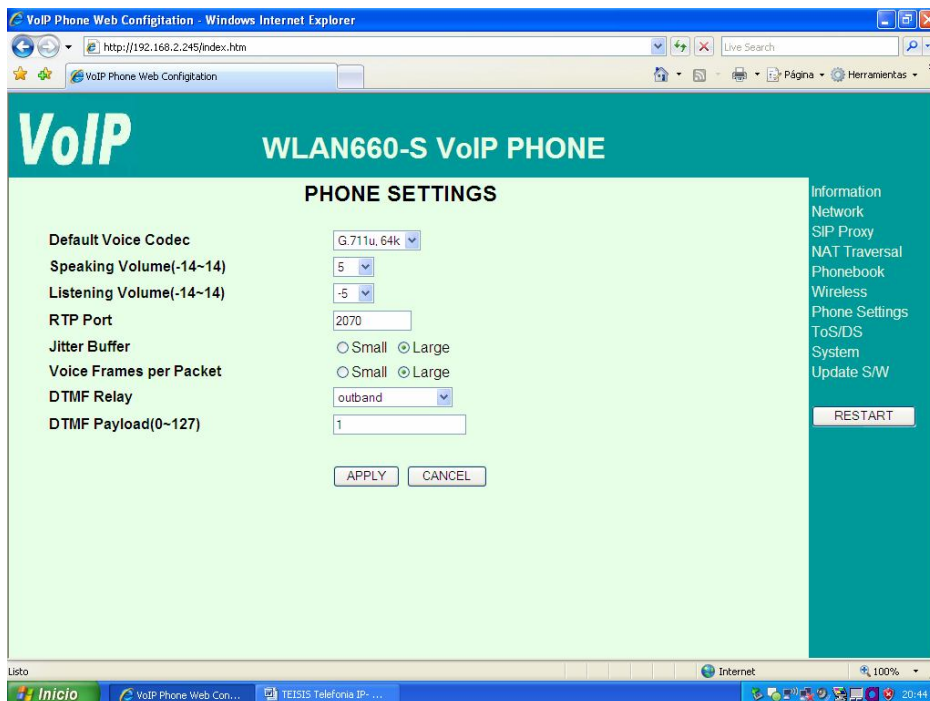 VoIP Phone Web Configitation - Windows Internet Explorer
http://192.168.2.245/index.htm
Live Search
VoIP Phone Web Configitation
Página
Herramientas
VoIP
WLAN660-S VoIP PHONE
PHONE SETTINGS
Default Voice Codec G.711u, 64k
Speaking Volume(-14~14) 5
Listening Volume(-14~14) -5
RTP Port 2070
Jitter Buffer Small Large
Voice Frames per Packet Small Large
DTMF Relay outband
DTMF Payload(0~127) 1
APPLY CANCEL
Information
Network
SIP Proxy
NAT Traversal
Phonebook
Wireless
Phone Settings
ToS/DS
System
Update S/W
RESTART
Listo
Internet
100%
Inicio
VoIP Phone Web Con...
TEISIS Telefonia IP- ...
20:44